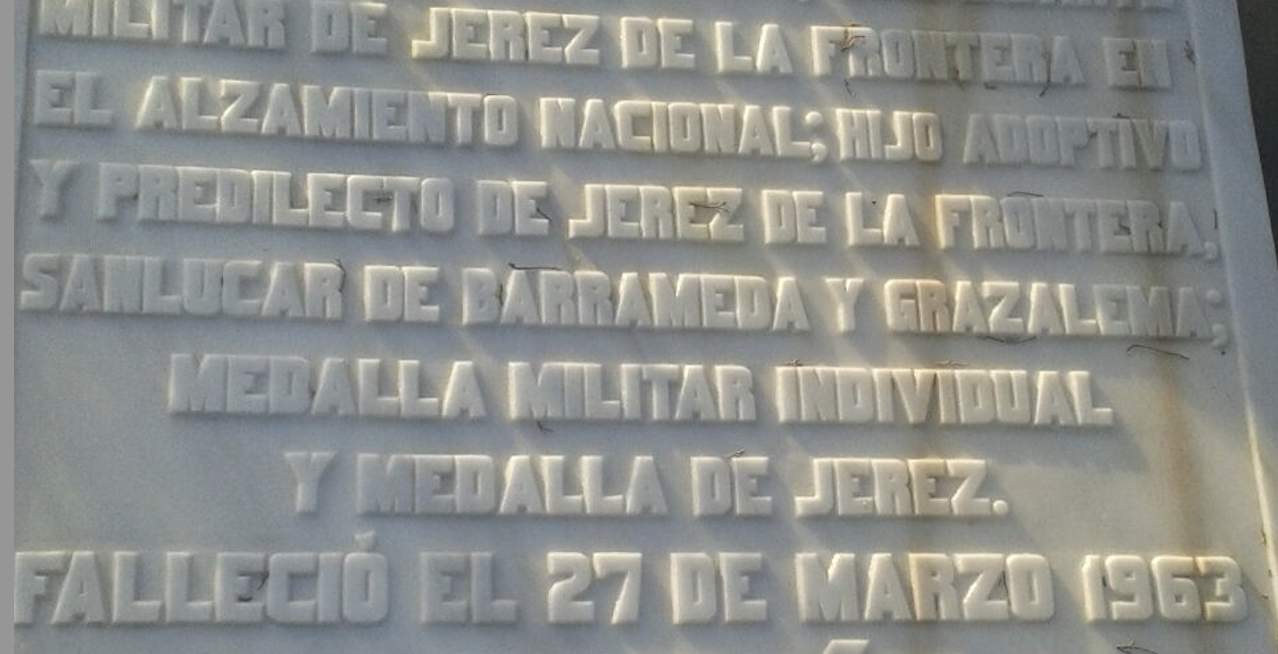 MILITAR DE JEREZ DE LA FRONTERA EN
EL ALZAMIENTO NACIONAL; HIJO ADOPTIVO
Y PREDILECTO DE JEREZ DE LA FRONTERA,
SANLUCAR DE BARRAMEDA Y GRAZALEMA;
MEDALLA MILITAR INDIVIDUAL
Y MEDALLA DE JEREZ.
FALLECIÓ EL 27 DE MARZO 1963